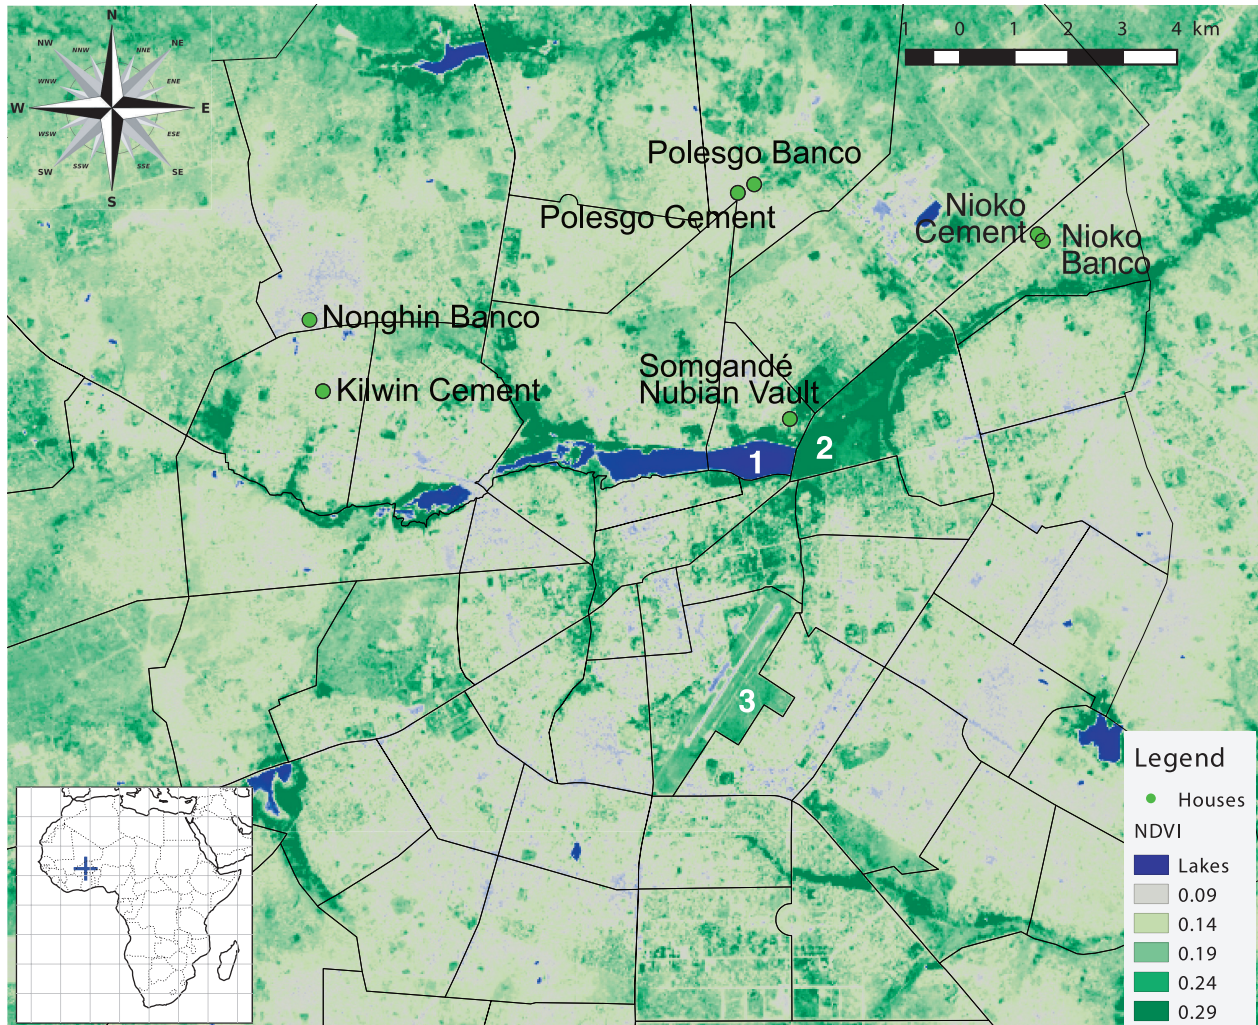 N
NNW
NNE
NW
NE
WNW
ENE
W
E
WSW
ESE
SW
SE
SSW
SSE
S
1 0 1 2 3 4 km
Polesgo Banco
Polesgo Cement
Nioko
Cement
Nioko
Banco
Nonghin Banco
Kilwin Cement
Somgandé
Nubian Vault
1
2
3
Legend
Houses
NDVI
Lakes
0.09
0.14
0.19
0.24
0.29